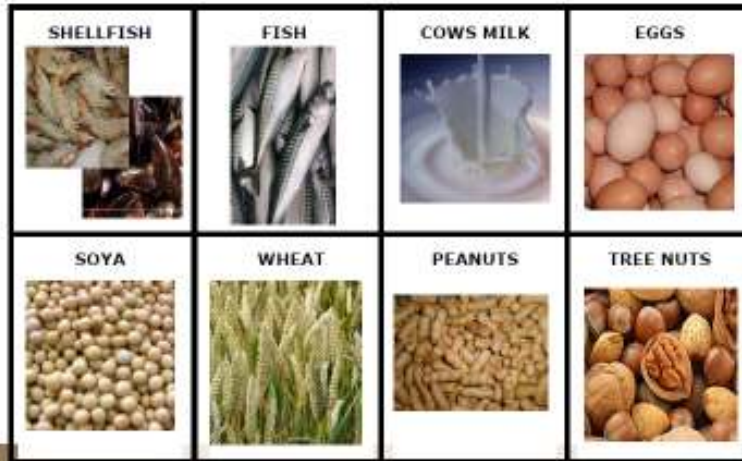 SHELLFISH
FISH
COWS MILK
EGGS
SOYA
WHEAT
PEANUTS
TREE NUTS